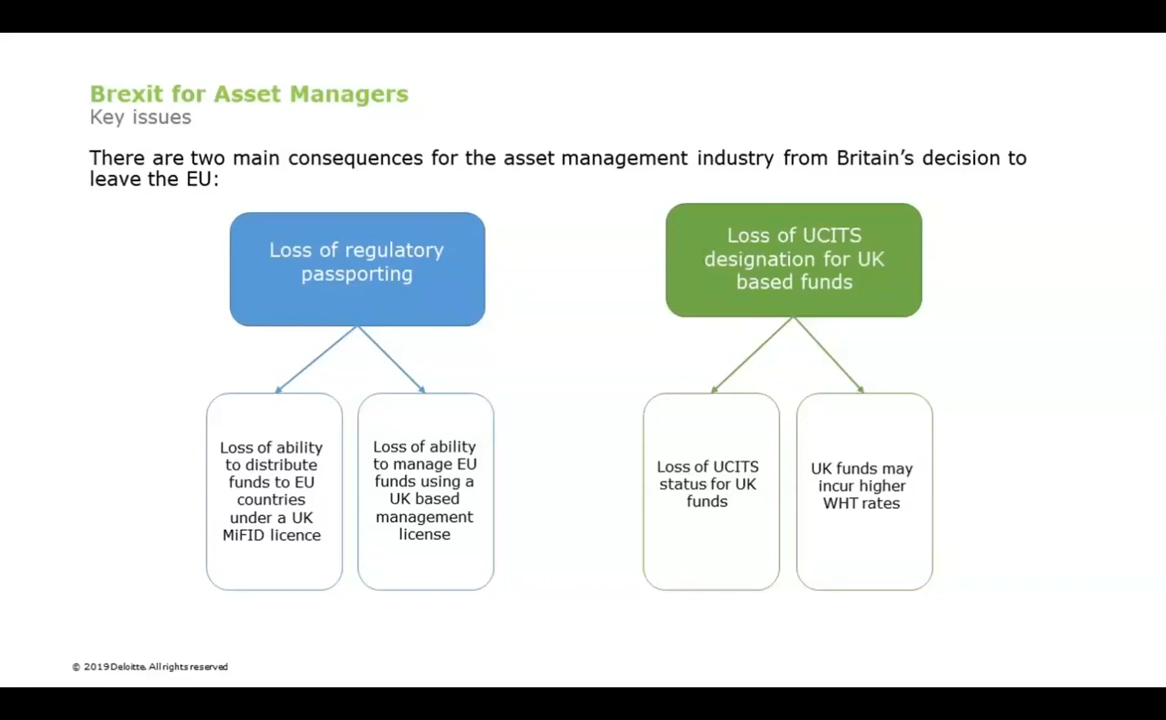 Brexit for Asset Managers
Key issues
There are two main consequences for the asset management industry from Britain's decision to
leave the EU:
Loss of regulatory
passporting
Loss of UCITS
designation for UK
based funds
Loss of ability
to distribute
funds to EU
countries
under a UK
MiFID licence
Loss of ability
to manage EU
funds using a
UK based
management
license
Loss of UCITS
status for UK
funds
UK funds may
incur higher
WHT rates
© 2019 Deloitte. All rights reserved